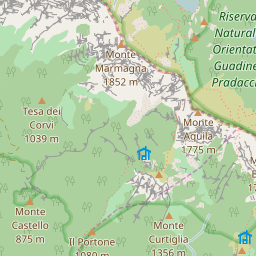 Riserva
Natural
Orientat
Guadine
Pradacc
Monte
Marmagna
1852 m
Tesa dei
Corvi
1039 m
Monte
Aquila
1775 m
Monte
Castello
875 m
Il Portone
1080 m
Monte
Curtiglia
1356 m